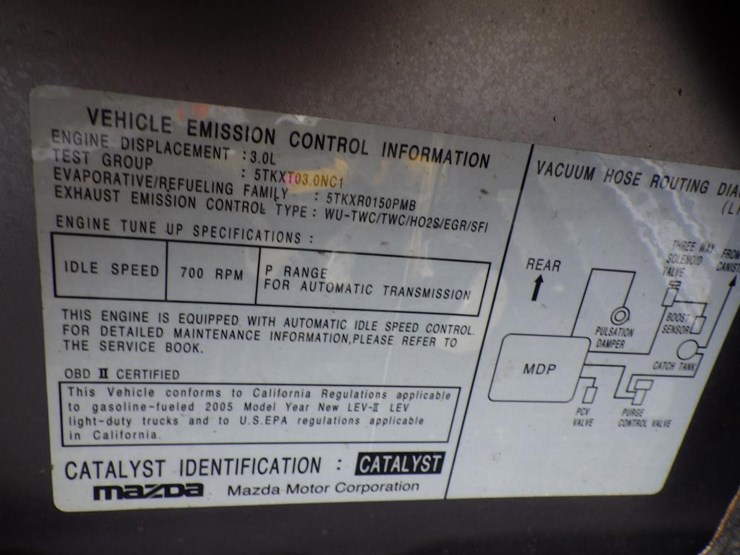 VEHICLE EMISSION CONTROL INFORMATION
ENGINE DISPLACEMENT : 3.0L
TEST GROUP : 5TKXT03.0NC1
EVAPORATIVE/REFUELING FAMILY : 5TKXR0150PMB
EXHAUST EMISSION CONTROL TYPE : WU-TWC/TWC/HO2S/EGR/SFI
ENGINE TUNE UP SPECIFICATIONS :
IDLE SPEED 700 RPM P RANGE
FOR AUTOMATIC TRANSMISSION
THIS ENGINE IS EQUIPPED WITH AUTOMATIC IDLE SPEED CONTROL.
FOR DETAILED MAINTENANCE INFORMATION,PLEASE REFER TO
THE SERVICE BOOK.
OBD II CERTIFIED
This Vehicle conforms to California Regulations applicable
to gasoline-fueled 2005 Model Year New LEV-II LEV
light-duty trucks and to U.S.EPA regulations applicable
in California.
CATALYST IDENTIFICATION : CATALYST
mazda Mazda Motor Corporation
VACUUM HOSE ROUTING DIA
REAR
THREE WAY
SOLENOID
VALVE
FROM
CANIST
BOOST
SENSOR
PULSATION
DAMPER
CATCH TANK
MDP
PCV
VALVE
PURGE
CONTROL VALVE